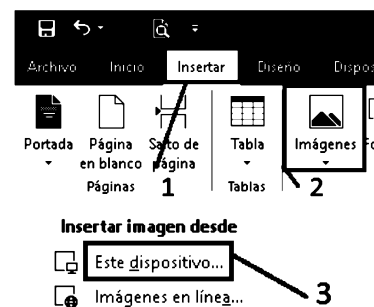 Archivo Inicio Insertar Diseño Dispos
Portada Página en blanco Salto de página Tabla Imágenes
Páginas 1 Tablas 2
Insertar imagen desde
Este dispositivo...
3
Imágenes en línea...